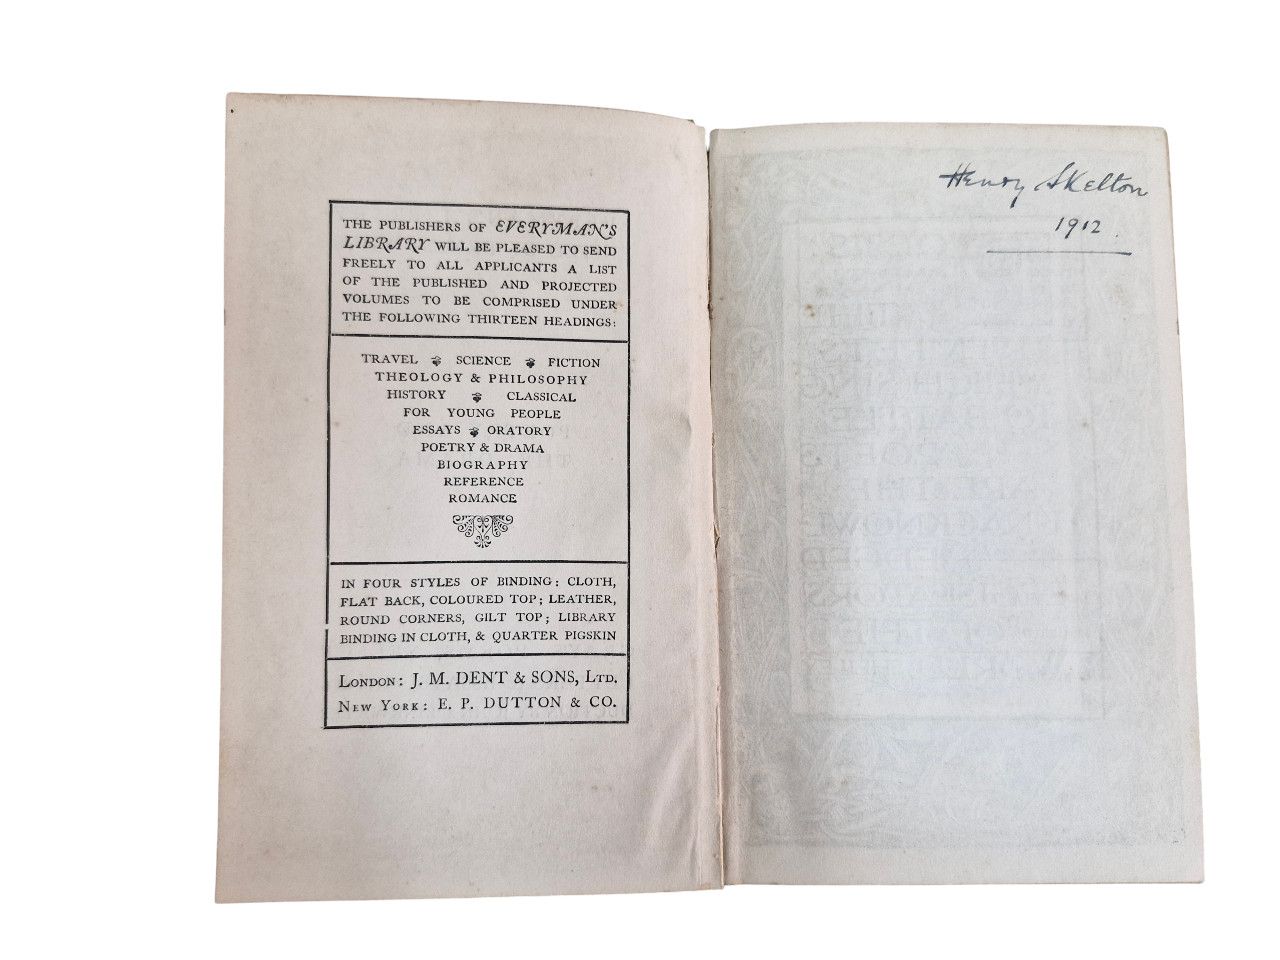 THE PUBLISHERS OF EVERYMAN'S
LIBRARY WILL BE PLEASED TO SEND
FREELY TO ALL APPLICANTS A LIST
OF THE PUBLISHED AND PROJECTED
VOLUMES TO BE COMPRISED UNDER
THE FOLLOWING THIRTEEN HEADINGS:
TRAVEL SCIENCE FICTION
THEOLOGY & PHILOSOPHY
HISTORY CLASSICAL
FOR YOUNG PEOPLE
ESSAYS ORATORY
POETRY & DRAMA
BIOGRAPHY
REFERENCE
ROMANCE
IN FOUR STYLES OF BINDING: CLOTH,
FLAT BACK, COLOURED TOP; LEATHER,
ROUND CORNERS, GILT TOP; LIBRARY
BINDING IN CLOTH, & QUARTER PIGSKIN
LONDON: J. M. DENT & SONS, LTD.
NEW YORK: E. P. DUTTON & CO.
Henry Skelton
1912.